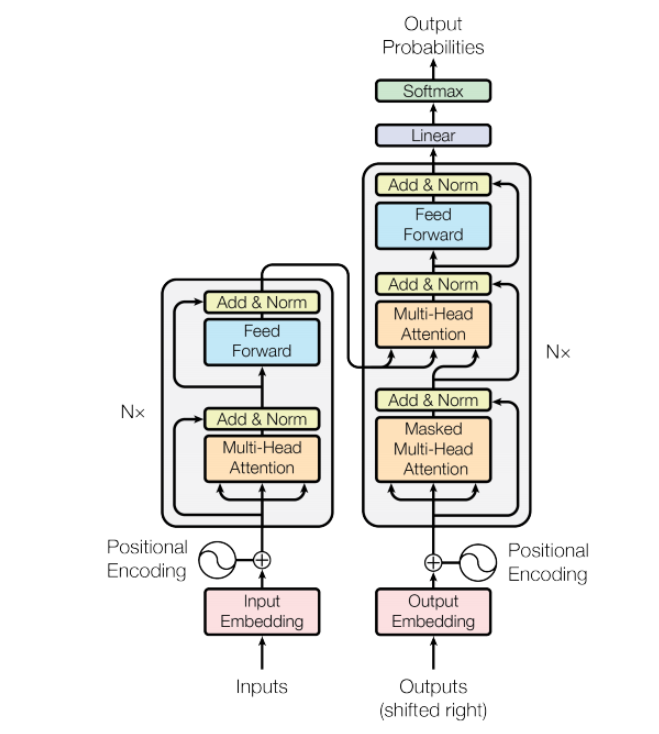 Output
Probabilities
Softmax
Linear
Add & Norm
Feed
Forward
Add & Norm
Multi-Head
Attention
N×
Add & Norm
Masked
Multi-Head
Attention
Add & Norm
Feed
Forward
N×
Add & Norm
Multi-Head
Attention
Positional
Encoding
Positional
Encoding
Input
Embedding
Output
Embedding
Inputs
Outputs
(shifted right)